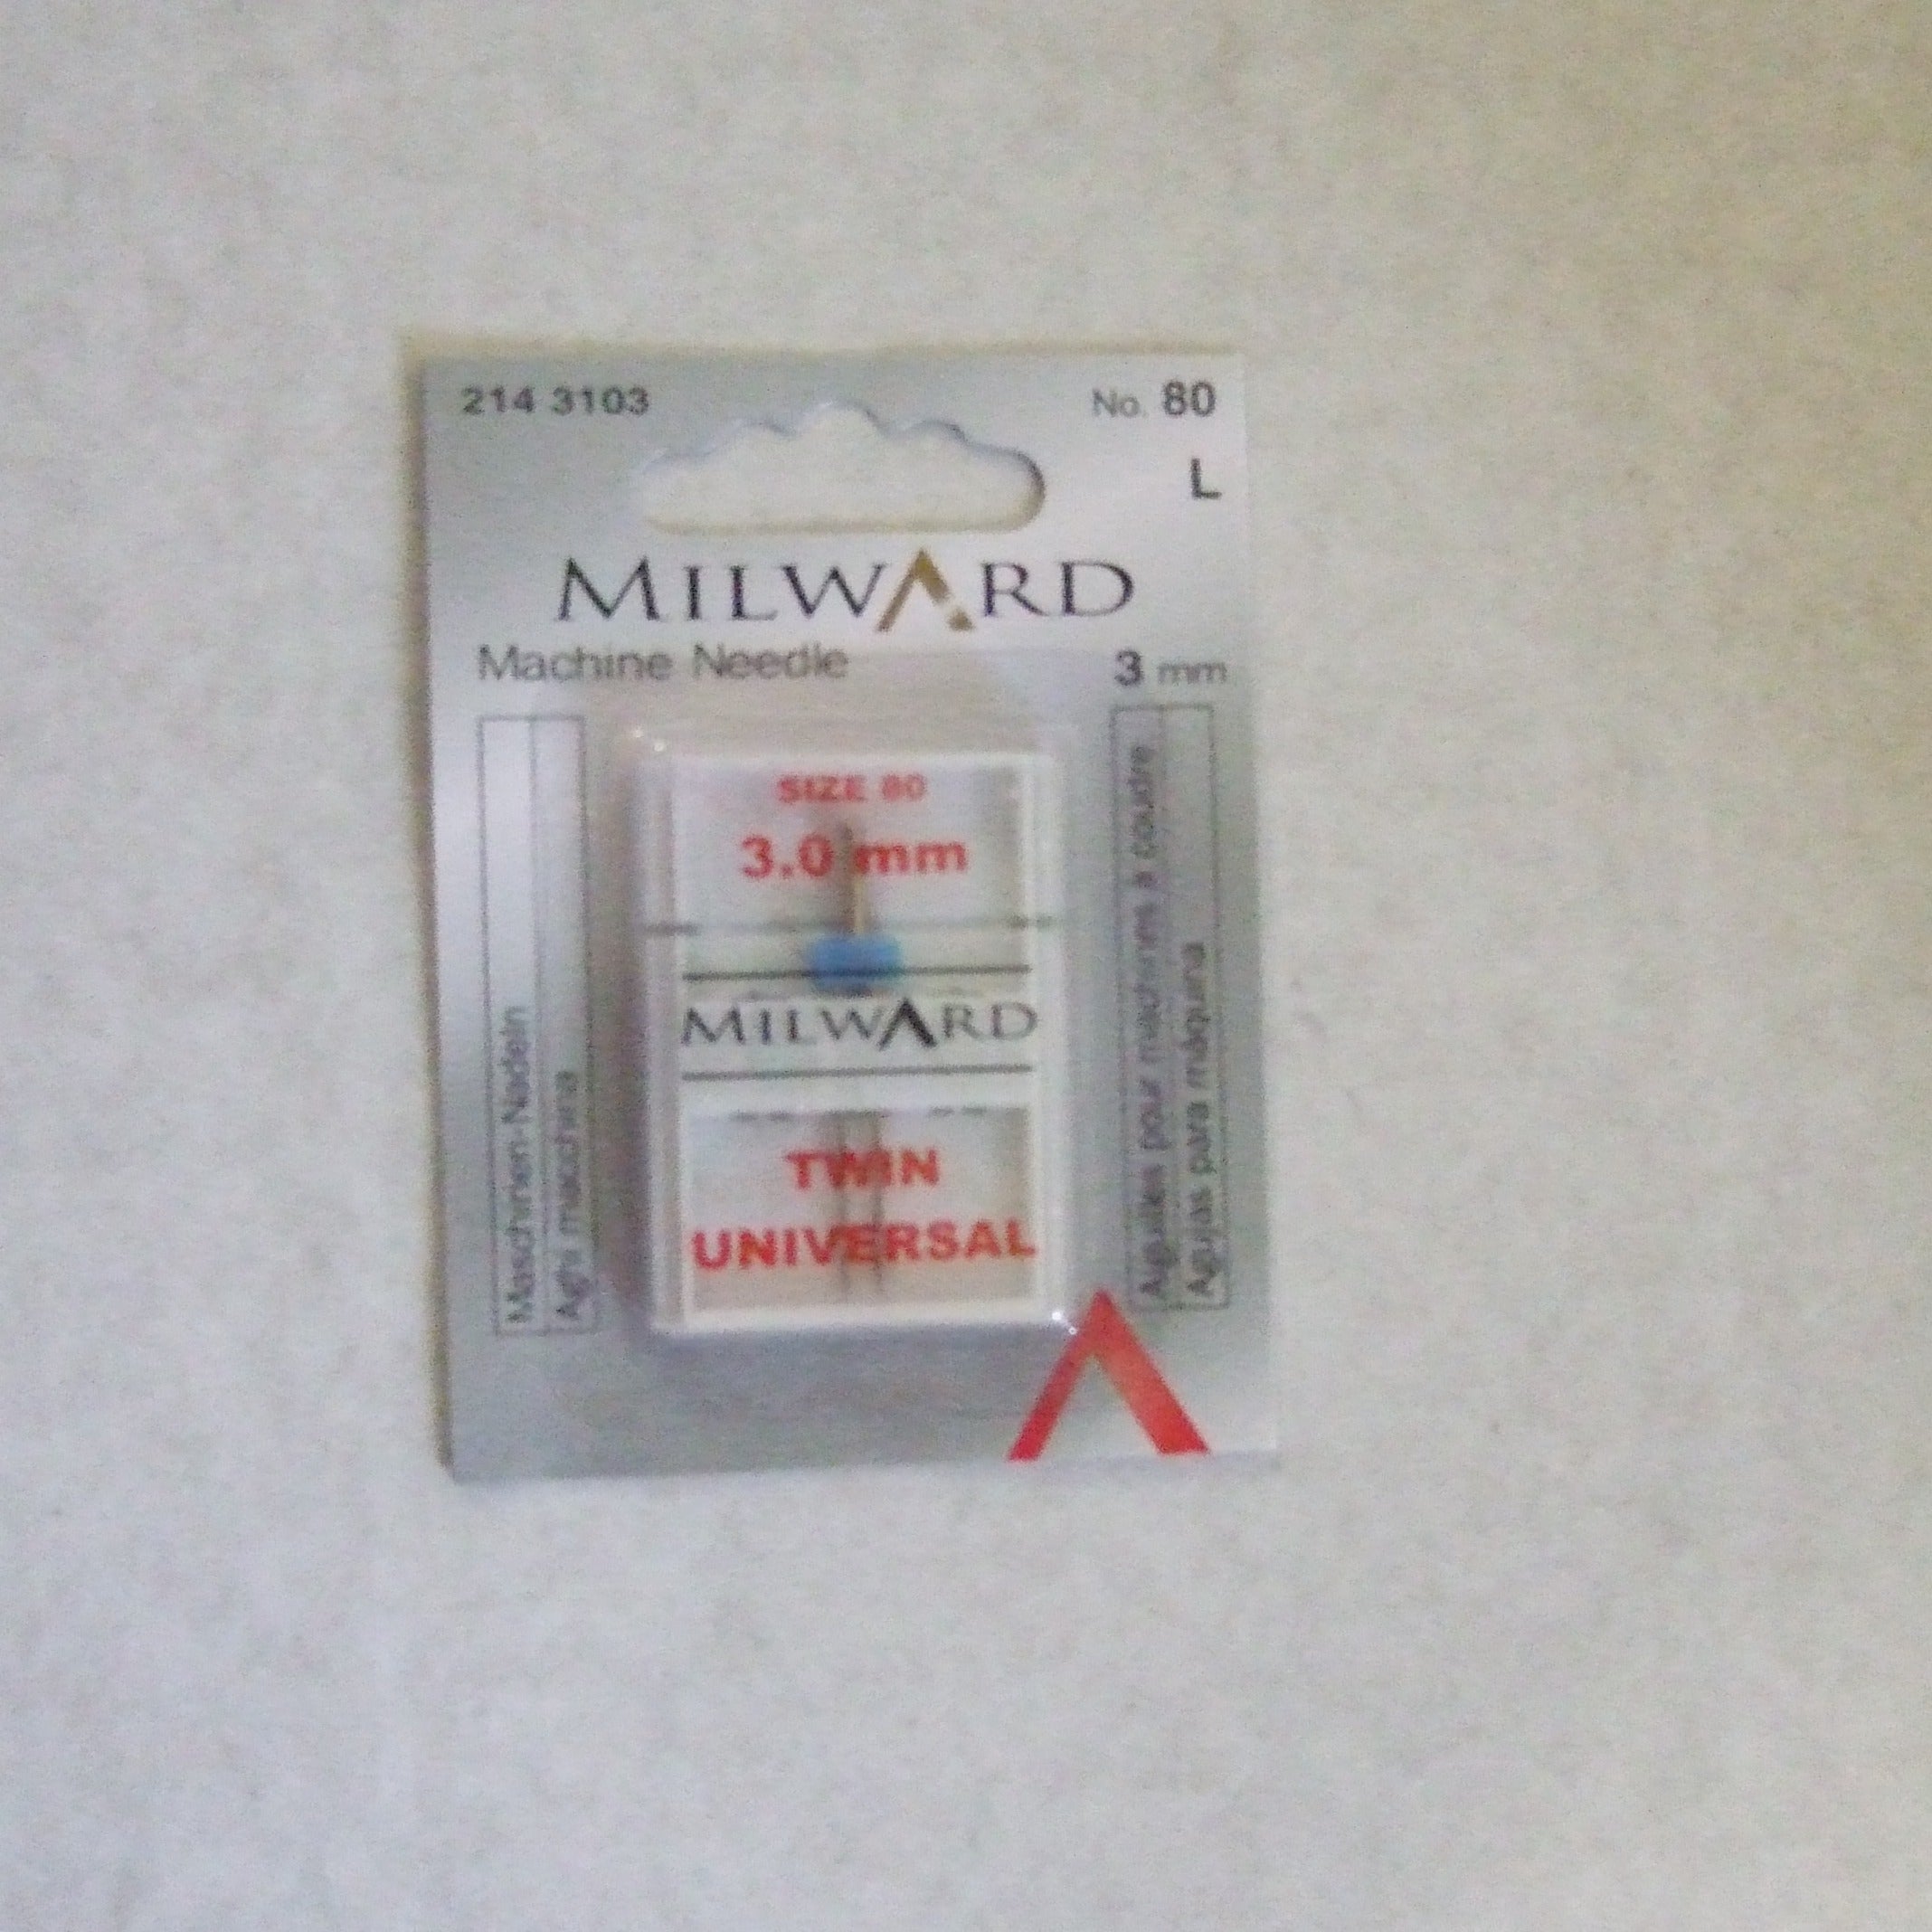 214 3103
No. 80
L
MILWARD
Machine Needle
3 mm
SIZE 80
3.0 mm
MILWARD
TWIN
UNIVERSAL
Maschinen-Nadeln
Aghi macchina
Aiguilles pour machines à coudre
Agujas para máquina